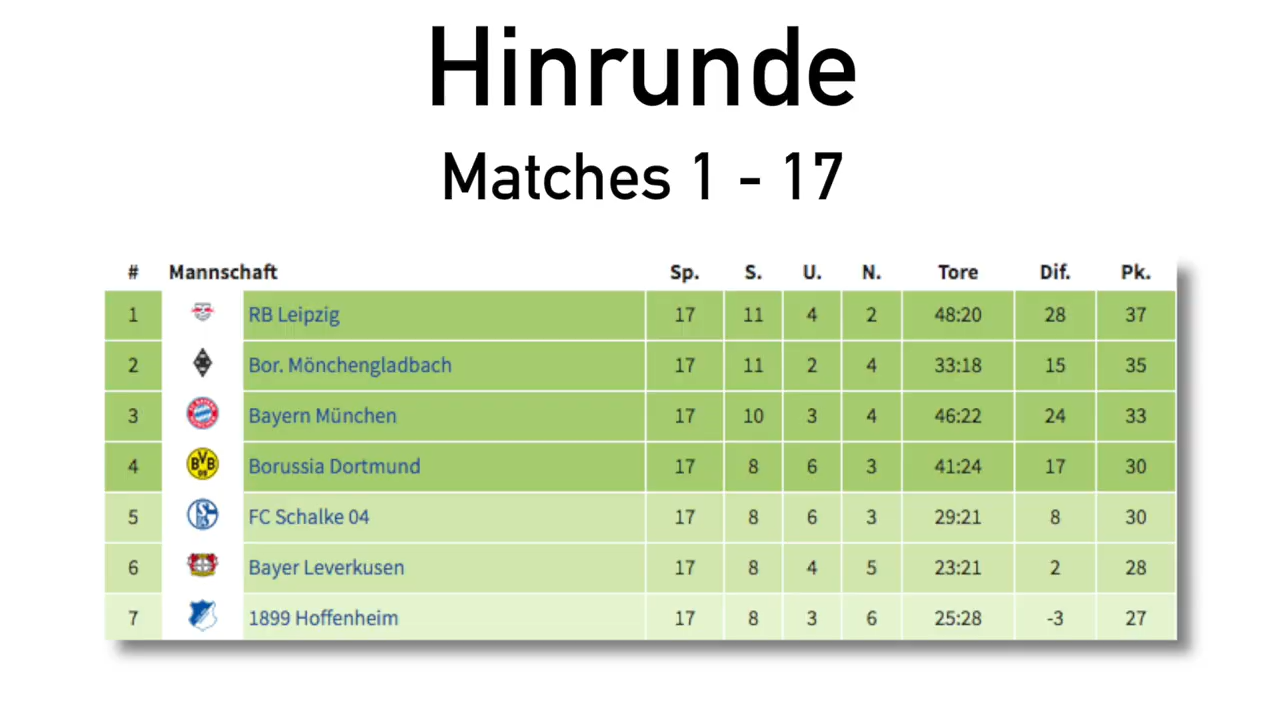 Hinrunde
Matches 1 - 17
# Mannschaft Sp. S. U. N. Tore Dif. Pk.
1 RB Leipzig 17 11 4 2 48:20 28 37
2 Bor. Mönchengladbach 17 11 2 4 33:18 15 35
3 Bayern München 17 10 3 4 46:22 24 33
4 BVB 09 Borussia Dortmund 17 8 6 3 41:24 17 30
5 FC Schalke 04 17 8 6 3 29:21 8 30
6 Bayer Leverkusen 17 8 4 5 23:21 2 28
7 1899 Hoffenheim 17 8 3 6 25:28 -3 27